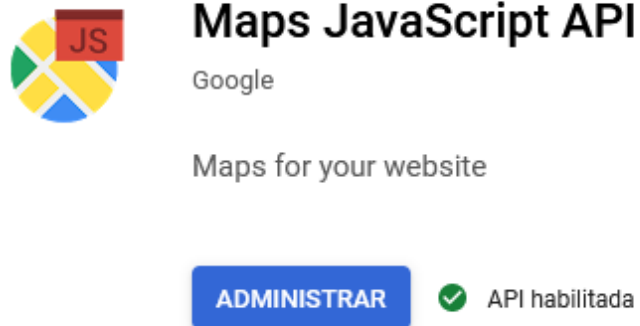 JS
Maps JavaScript API
Google
Maps for your website
ADMINISTRAR
API habilitada